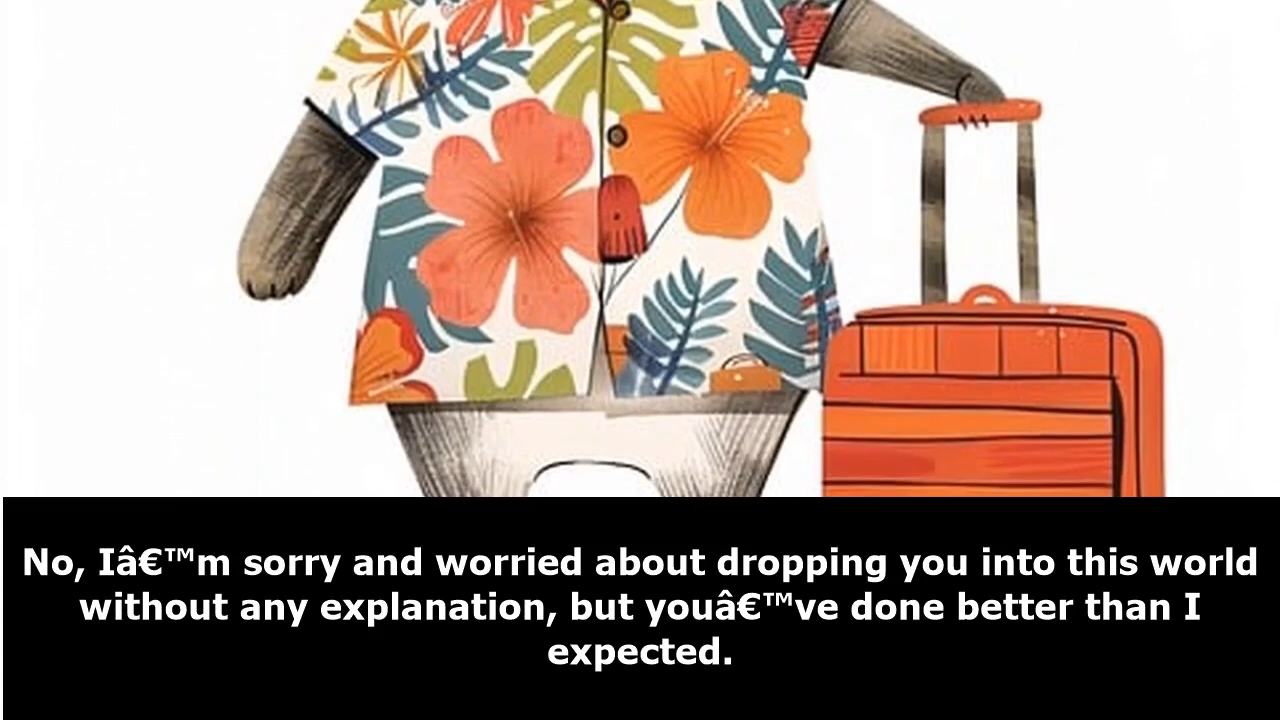 No, Iâ€™m sorry and worried about dropping you into this world
without any explanation, but youâ€™ve done better than I
expected.